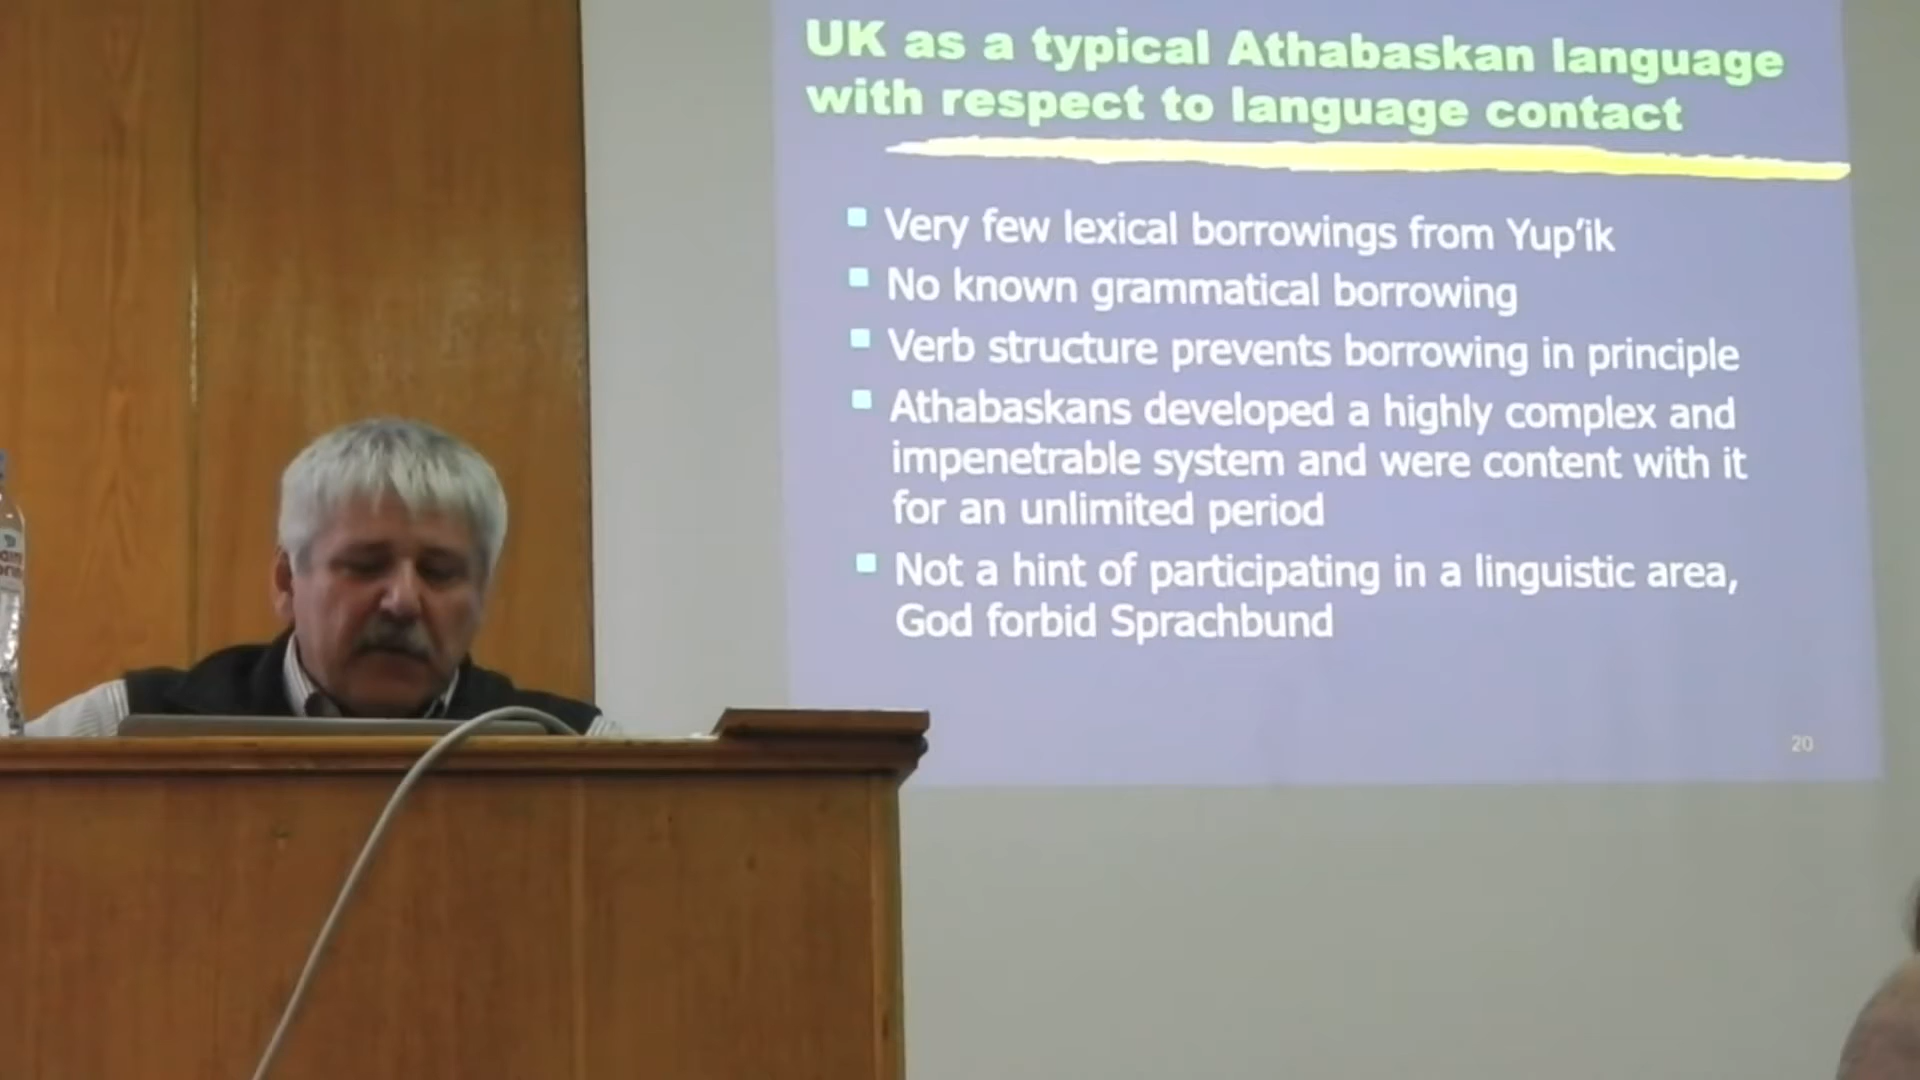 UK as a typical Athabaskan language
with respect to language contact
Very few lexical borrowings from Yup’ik
No known grammatical borrowing
Verb structure prevents borrowing in principle
Athabaskans developed a highly complex and
impenetrable system and were content with it
for an unlimited period
Not a hint of participating in a linguistic area,
God forbid Sprachbund
20